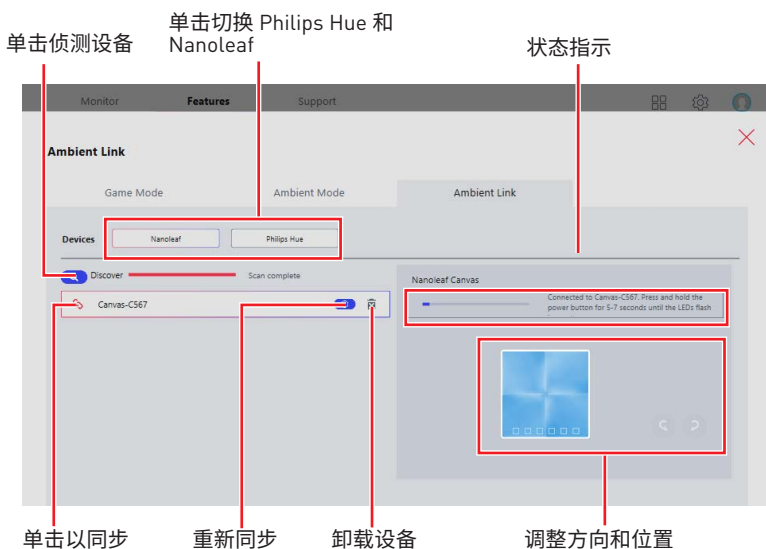 单击侦测设备
单击切换 Philips Hue 和
Nanoleaf
状态指示
Monitor
Features
Support
Ambient Link
Game Mode
Ambient Mode
Ambient Link
Devices
Nanoleaf
Philips Hue
Discover
Scan complete
Canvas-C567
Nanoleaf Canvas
Connected to Canvas-C567. Press and hold the
power button for 5-7 seconds until the LEDs flash
单击以同步
重新同步
卸载设备
调整方向和位置